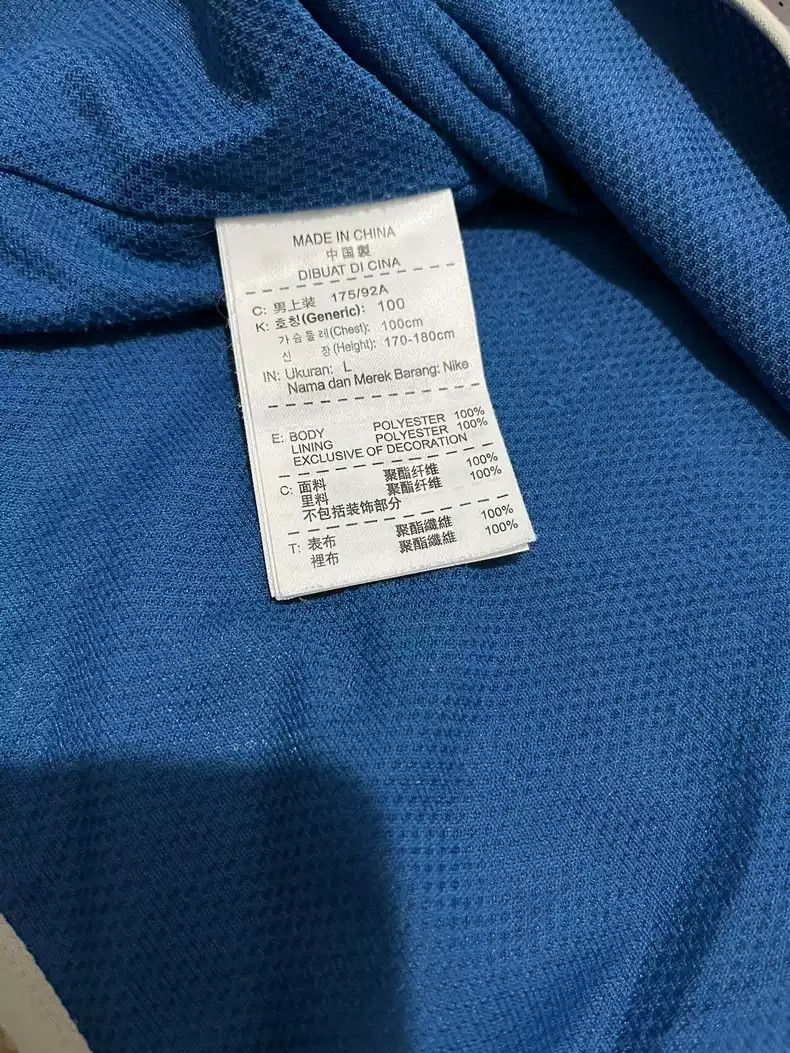 MADE IN CHINA
中国製
DIBUAT DI CINA
C: 男上装 175/92A
K: 호칭(Generic): 100
가슴둘레(Chest): 100cm
신 장(Height): 170-180cm
IN: Ukuran: L
Nama dan Merek Barang: Nike
E: BODY POLYESTER 100%
LINING POLYESTER 100%
EXCLUSIVE OF DECORATION
C: 面料 聚酯纤维 100%
里料 聚酯纤维 100%
不包括装饰部分
T: 表布 聚酯纖維 100%
裡布 聚酯纖維 100%